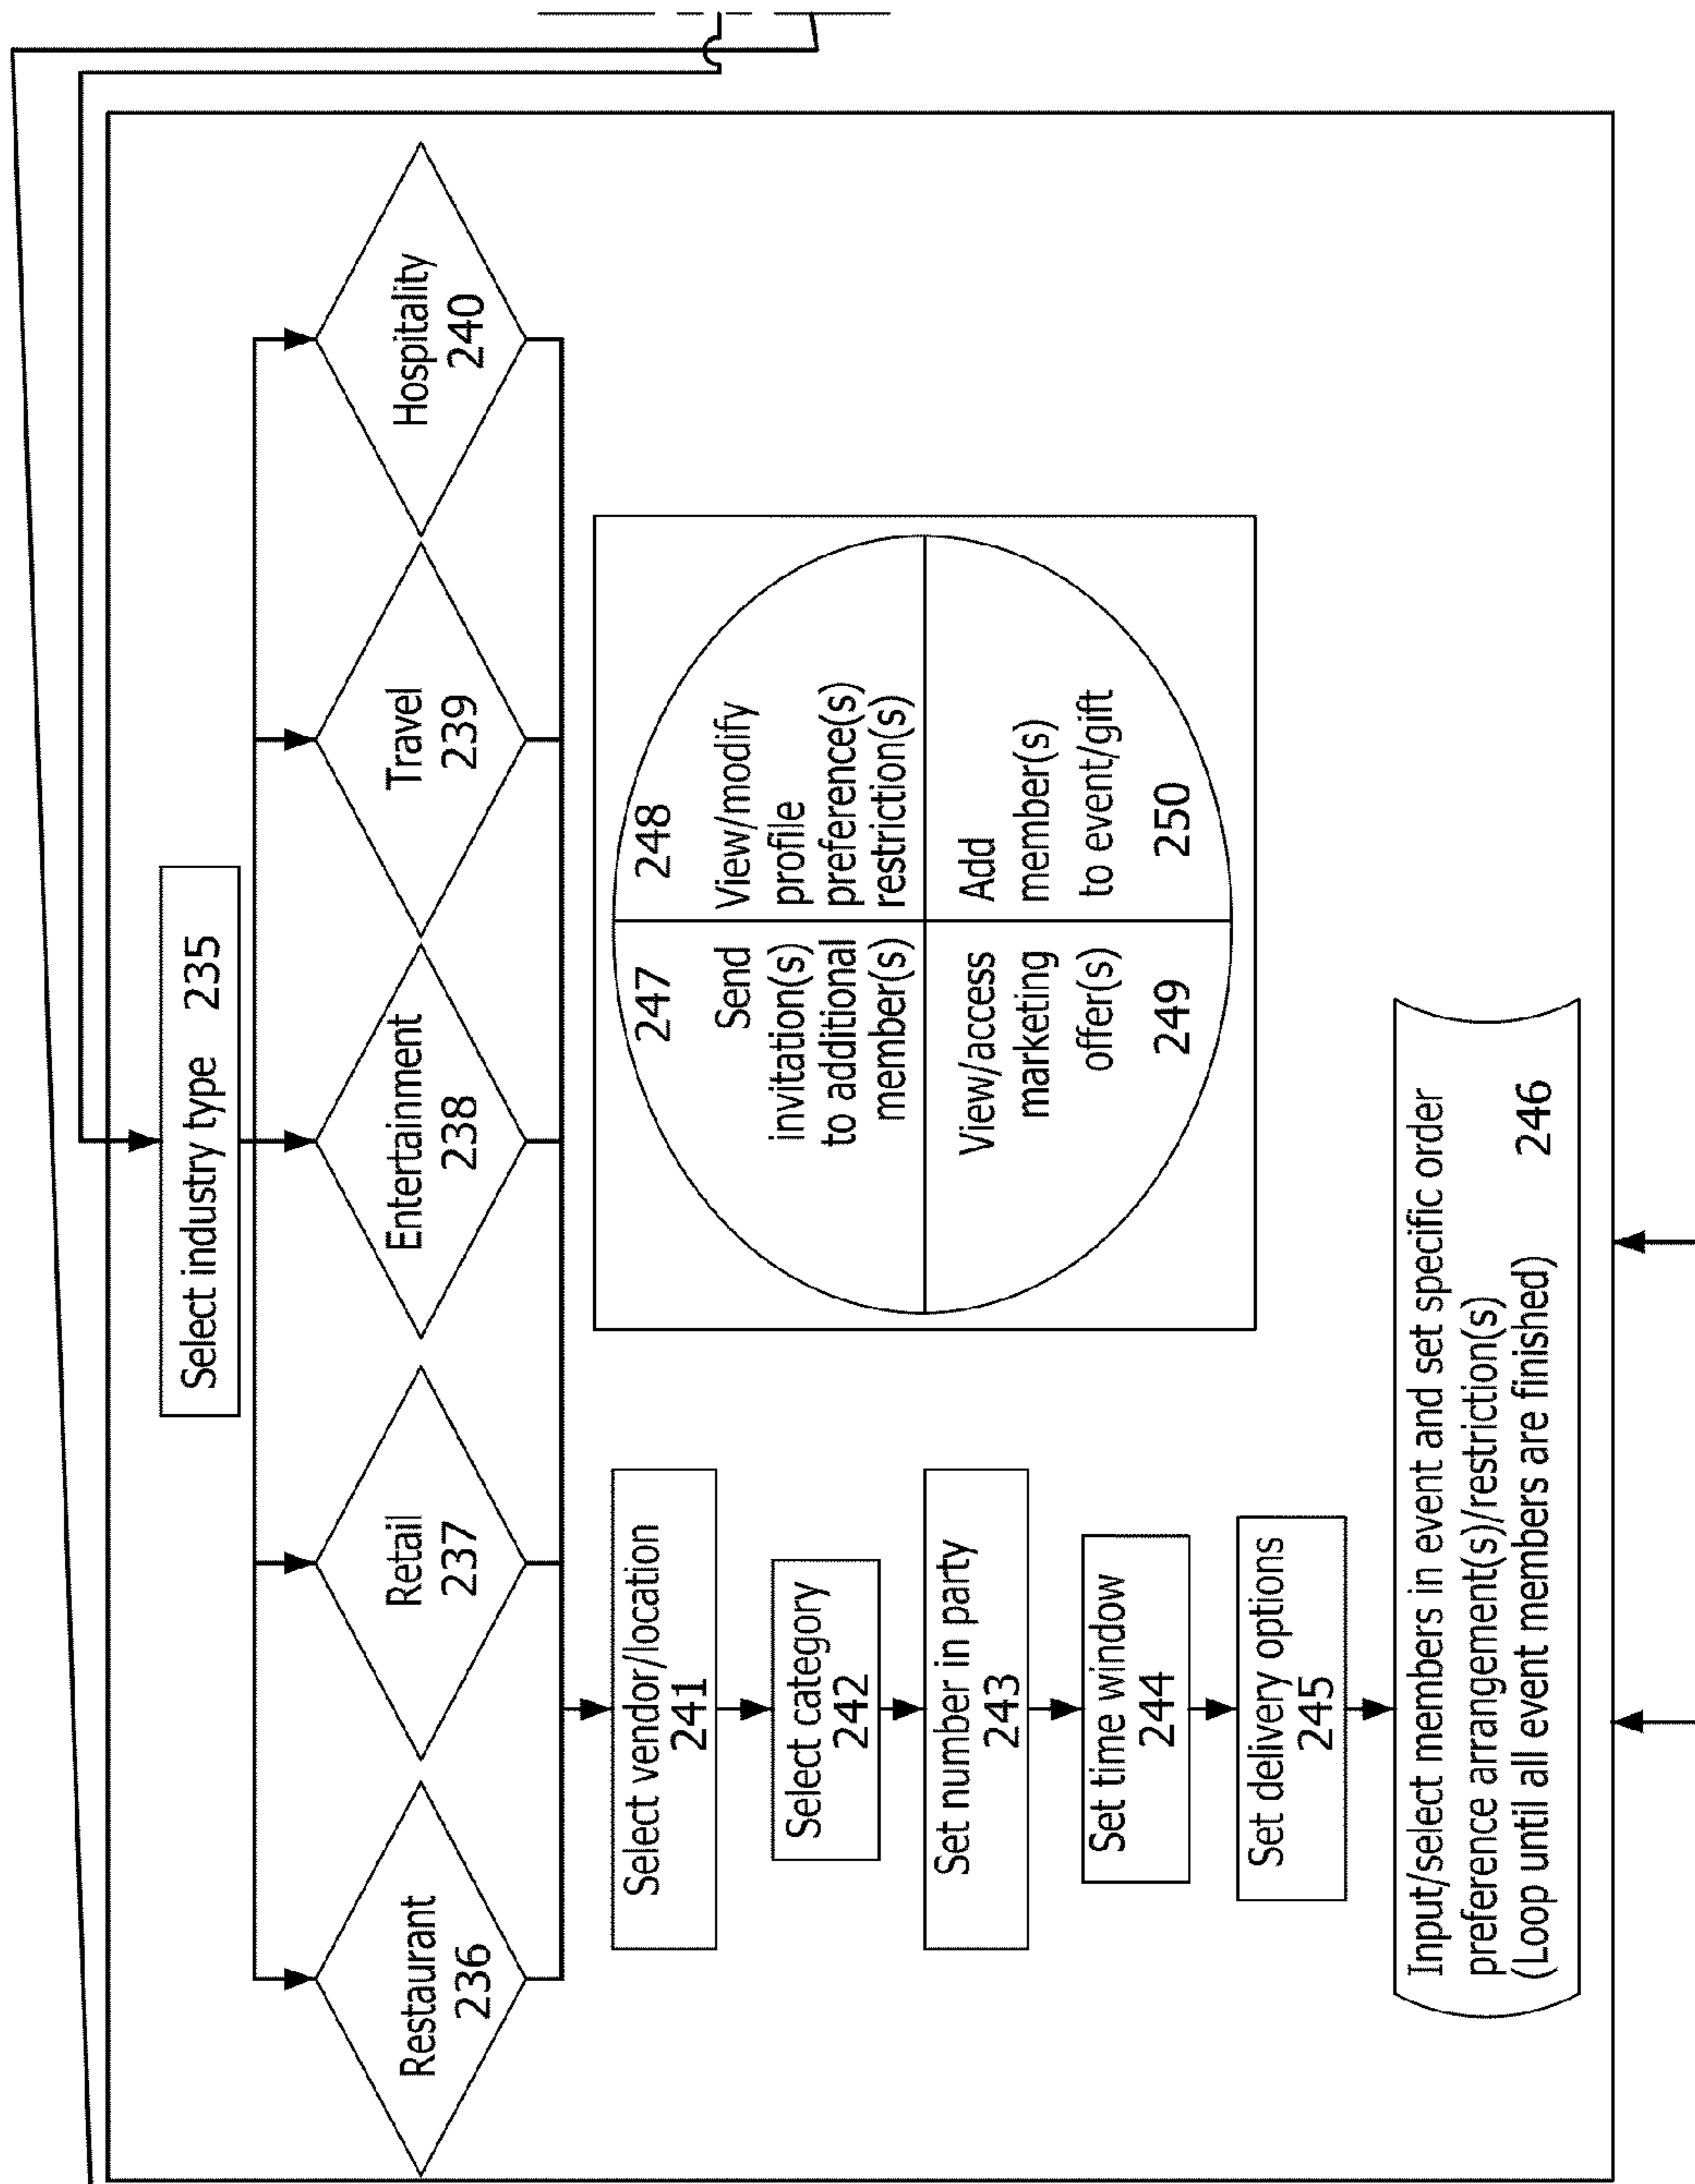 Select industry type 235
Restaurant
236
Retail
237
Entertainment
238
Travel
239
Hospitality
240
Select vendor/location
241
Select category
242
Set number in party
243
Set time window
244
Set delivery options
245
Input/select members in event and set specific order
preference arrangement(s)/restriction(s)
(Loop until all event members are finished) 246
247
Send
invitation(s)
to additional
member(s)
248
View/modify
profile
preference(s)
restriction(s)
View/access
marketing
offer(s)
249
Add
member(s)
to event/gift
250